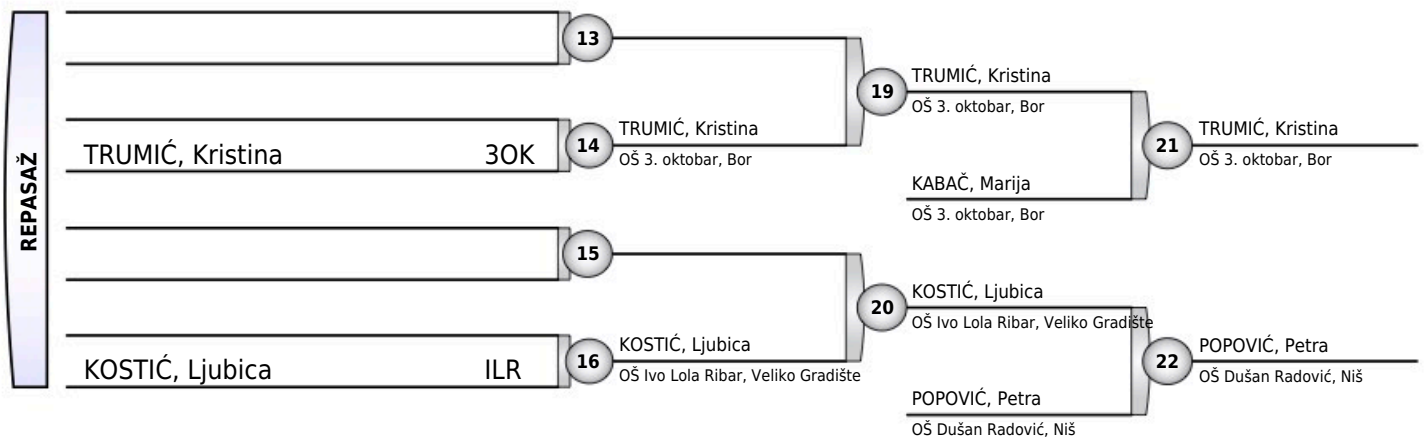 REPASAŽ
13
TRUMIĆ, Kristina 3OK
14
TRUMIĆ, Kristina
OŠ 3. oktobar, Bor
19
TRUMIĆ, Kristina
OŠ 3. oktobar, Bor
KABAČ, Marija
OŠ 3. oktobar, Bor
21
TRUMIĆ, Kristina
OŠ 3. oktobar, Bor
15
KOSTIĆ, Ljubica ILR
16
KOSTIĆ, Ljubica
OŠ Ivo Lola Ribar, Veliko Gradište
20
KOSTIĆ, Ljubica
OŠ Ivo Lola Ribar, Veliko Gradište
POPOVIĆ, Petra
OŠ Dušan Radović, Niš
22
POPOVIĆ, Petra
OŠ Dušan Radović, Niš